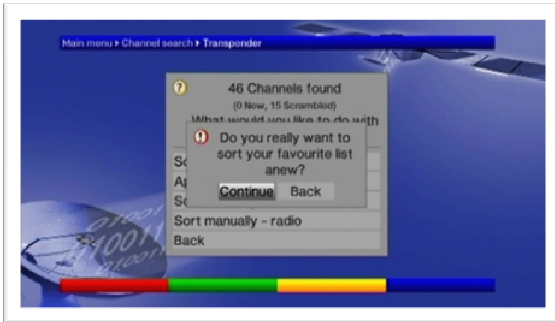 Main menu Channel search Transponder
46 Channels found
(0 New, 15 Scrambled)
What would you like to do with
Do you really want to
sort your favourite list
anew?
Continue Back
Sort manually – radio
Back